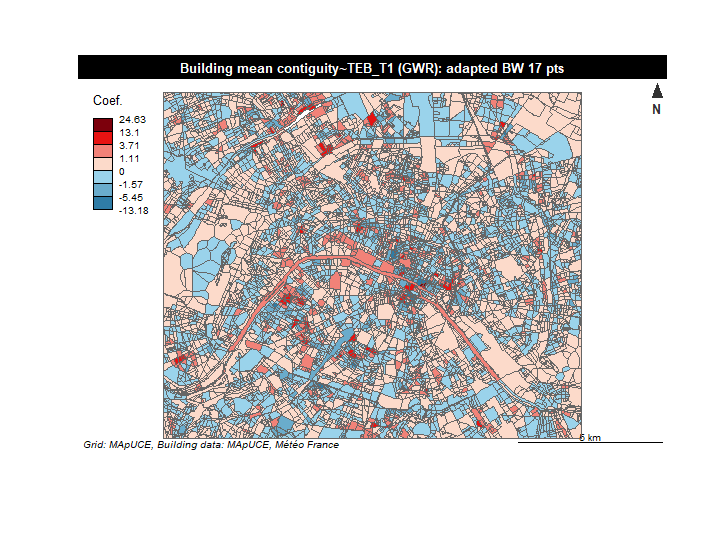 Building mean contiguity~TEB_T1 (GWR): adapted BW 17 pts
Coef.
24.63
13.1
3.71
1.11
0
-1.57
-5.45
-13.18
N
5 km
Grid: MApUCE, Building data: MApUCE, Météo France